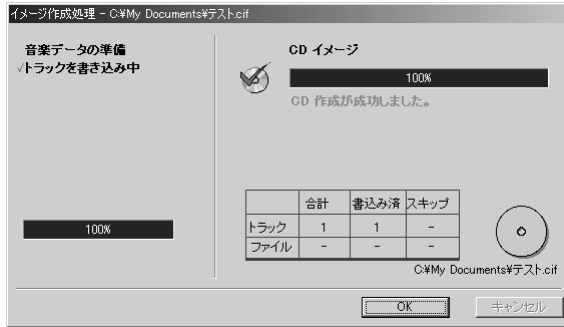 イメージ作成処理 - C:¥My Documents¥テスト.cif
音楽データの準備
√トラックを書き込み中
100%
CD イメージ
100%
CD 作成が成功しました。
合計 書込み済 スキップ
トラック 1 1 -
ファイル - - -
C:¥My Documents¥テスト.cif
OK キャンセル